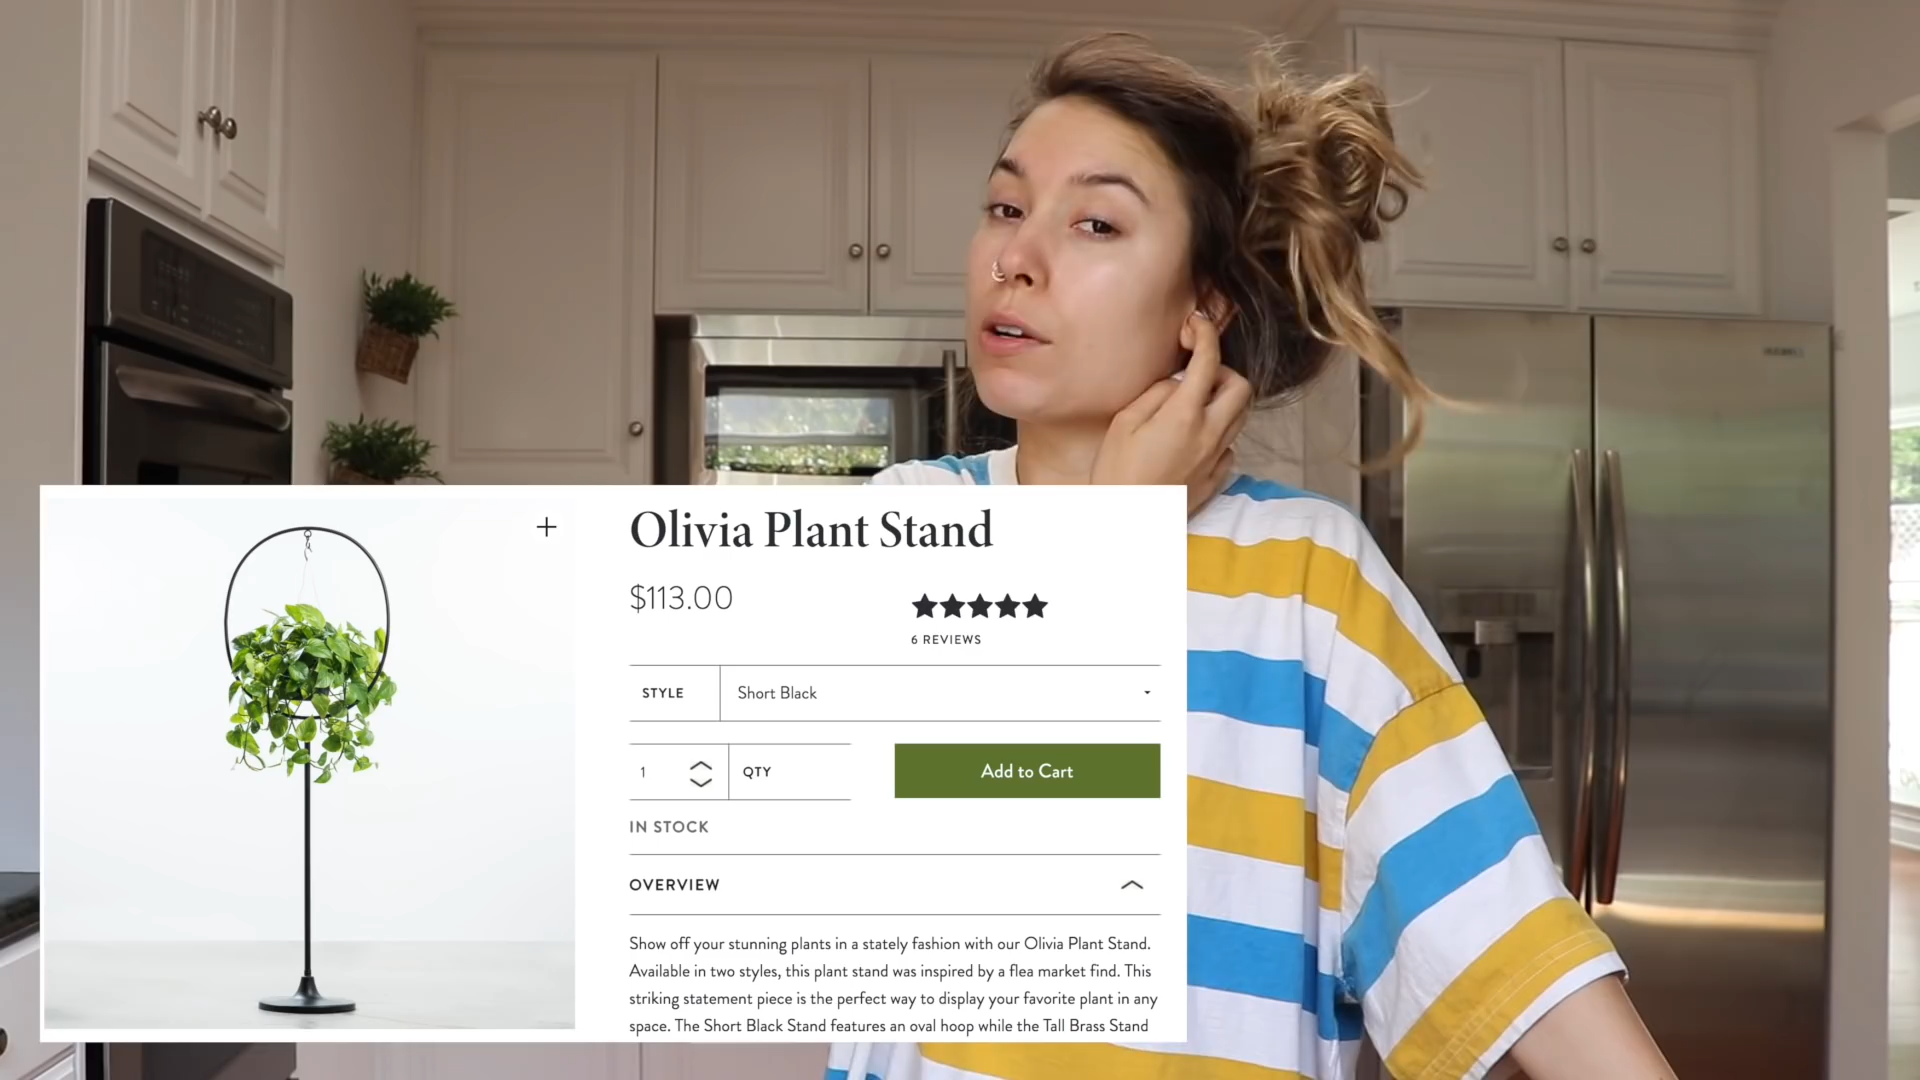 Olivia Plant Stand
$113.00
6 REVIEWS
STYLE
Short Black
1
QTY
Add to Cart
IN STOCK
OVERVIEW
Show off your stunning plants in a stately fashion with our Olivia Plant Stand.
Available in two styles, this plant stand was inspired by a flea market find. This
striking statement piece is the perfect way to display your favorite plant in any
space. The Short Black Stand features an oval hoop while the Tall Brass Stand